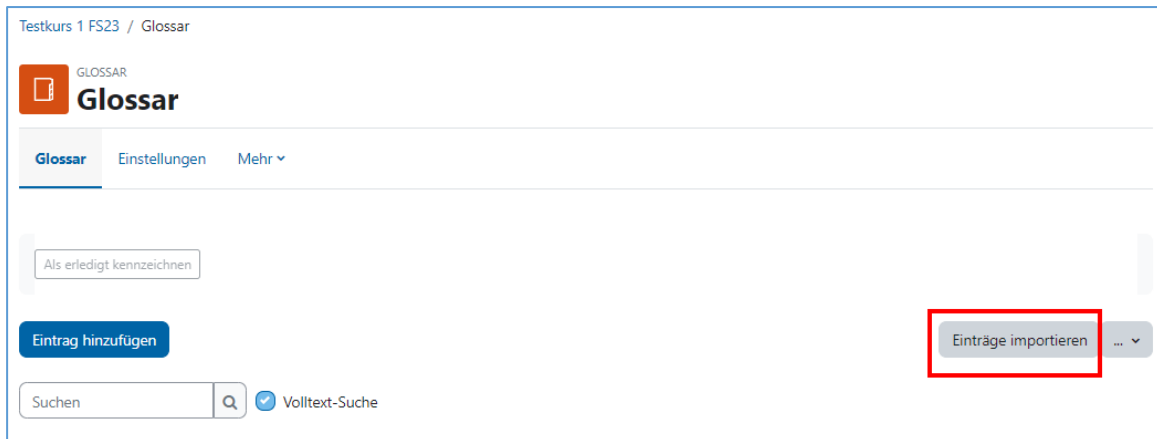 Testkurs 1 FS23 / Glossar
GLOSSAR
Glossar
Glossar Einstellungen Mehr
Als erledigt kennzeichnen
Eintrag hinzufügen Einträge importieren ...
Suchen Volltext-Suche